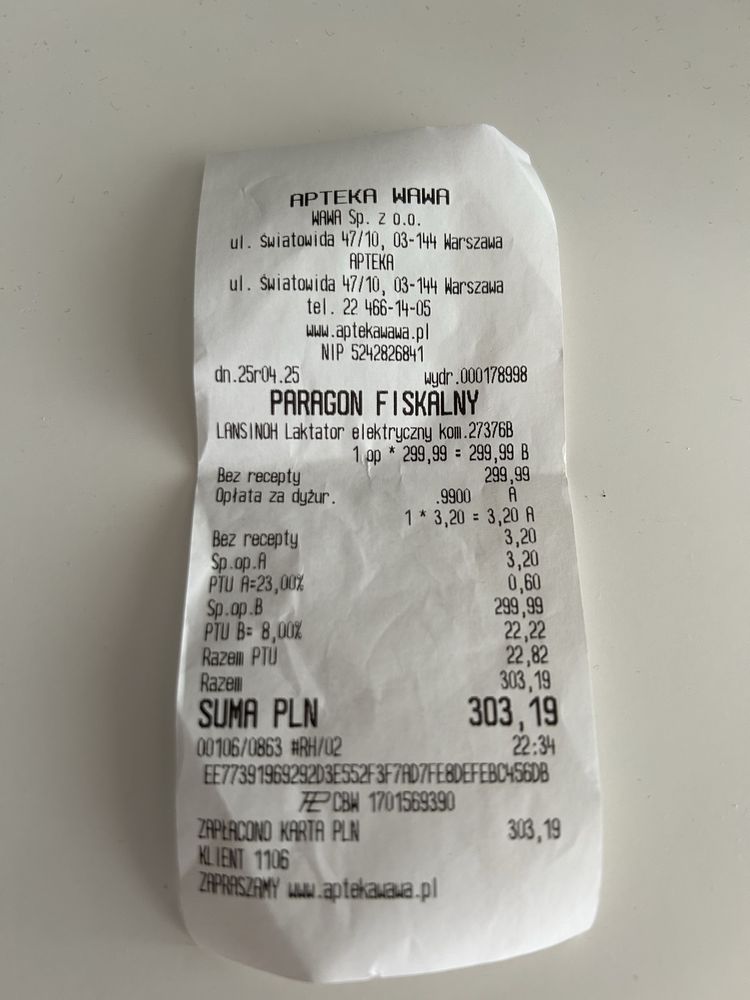 APTEKA WAWA
WAWA Sp. z o.o.
ul. Światowida 47/10, 03-144 Warszawa
APTEKA
ul. Światowida 47/10, 03-144 Warszawa
tel. 22 466-14-05
www.aptekawawa.pl
NIP 5242826841
dn.25r04.25 wydr.000178998
PARAGON FISKALNY
LANSINOH Laktator elektryczny kom.27376B
1 op * 299,99 = 299,99 B
Bez recepty 299,99
Opłata za dyżur. .9900 A
1 * 3,20 = 3,20 A
Bez recepty 3,20
Sp.op.A 3,20
PTU A=23,00% 0,60
Sp.op.B 299,99
PTU B= 8,00% 22,22
Razem PTU 22,82
Razem 303,19
SUMA PLN 303,19
00106/0863 #RH/02 22:34
EE77391969292D3E552F3F7AD7FE8DEFEBC456DB
CBW 1701569390
ZAPŁACONO KARTA PLN 303,19
KLIENT 1106
ZAPRASZAMY www.aptekawawa.pl